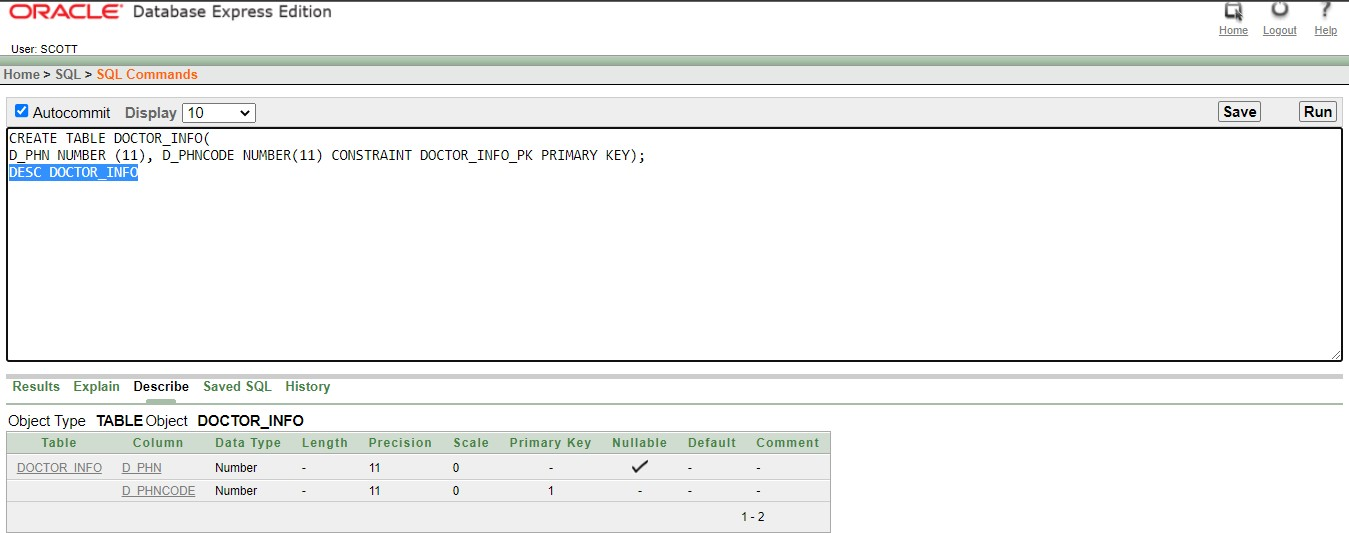 ORACLE Database Express Edition
Home Logout Help
User: SCOTT
Home > SQL > SQL Commands
Autocommit Display 10 Save Run
CREATE TABLE DOCTOR_INFO(
D_PHN NUMBER (11), D_PHNCODE NUMBER(11) CONSTRAINT DOCTOR_INFO_PK PRIMARY KEY);
DESC DOCTOR_INFO
Results Explain Describe Saved SQL History
Object Type TABLE Object DOCTOR_INFO
Table Column Data Type Length Precision Scale Primary Key Nullable Default Comment
DOCTOR_INFO D_PHN Number - 11 0 - ✓ - -
D_PHNCODE Number - 11 0 1 - - -
1 - 2